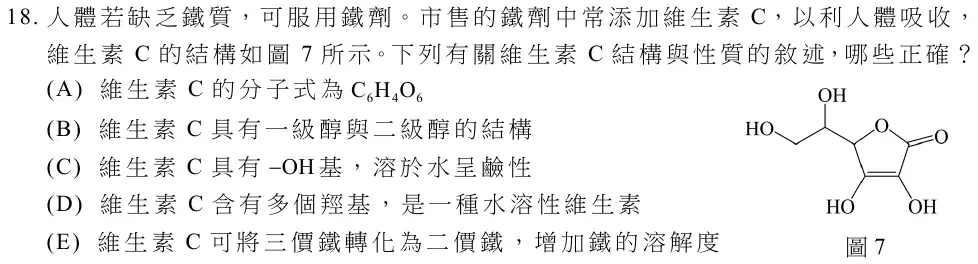 18. 人體若缺乏鐵質，可服用鐵劑。市售的鐵劑中常添加維生素 C，以利人體吸收，
維生素 C 的結構如圖 7 所示。下列有關維生素 C 結構與性質的敘述，哪些正確？
(A) 維生素 C 的分子式為 C₆H₄O₆
(B) 維生素 C 具有一級醇與二級醇的結構
(C) 維生素 C 具有 –OH 基，溶於水呈鹼性
(D) 維生素 C 含有多個羥基，是一種水溶性維生素
(E) 維生素 C 可將三價鐵轉化為二價鐵，增加鐵的溶解度
OH
HO
O
O
HO
OH
圖 7